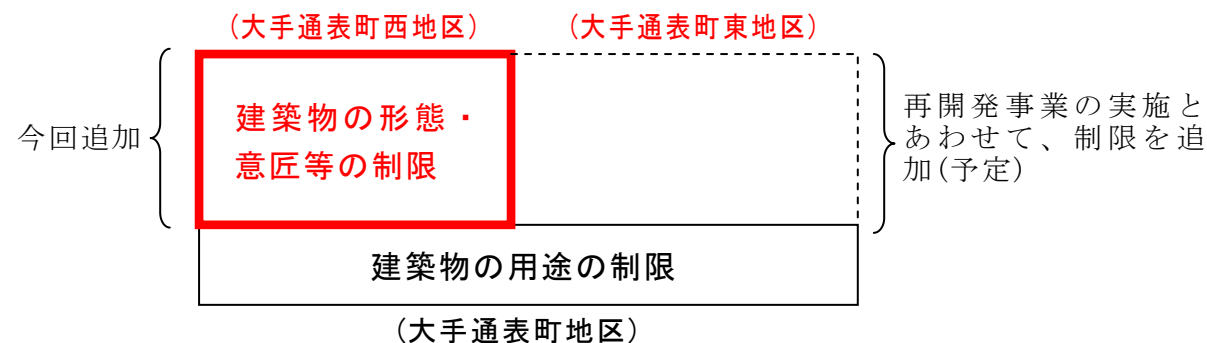 (大手通表町西地区)
(大手通表町東地区)
今回追加
建築物の形態・
意匠等の制限
再開発事業の実施と
あわせて、制限を追
加(予定)
建築物の用途の制限
(大手通表町地区)